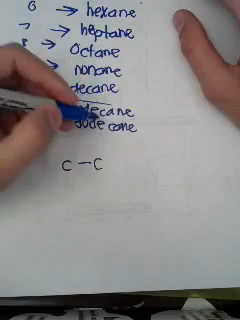 6 → hexane
7 → heptane
8 → Octane
→ nonane
decane
decane
dodecane
C - C